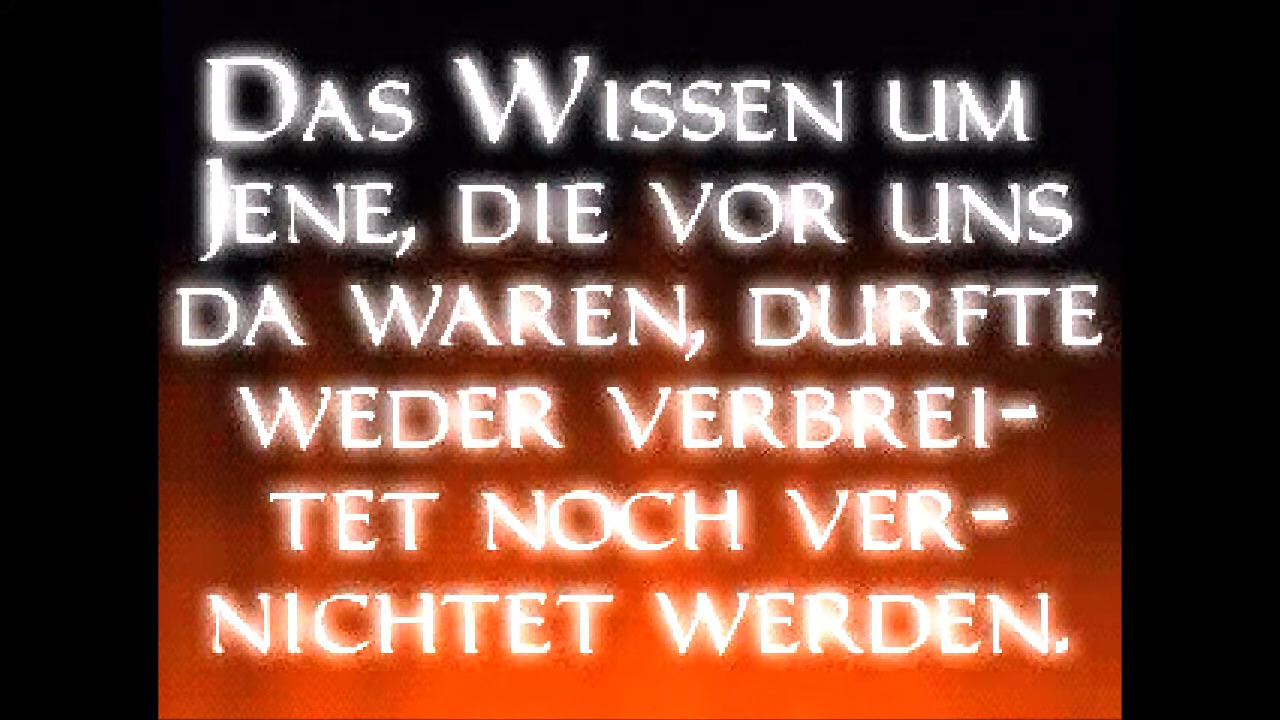 Das Wissen um
Jene, die vor uns
da waren, durfte
weder verbrei-
tet noch ver-
nichtet werden.